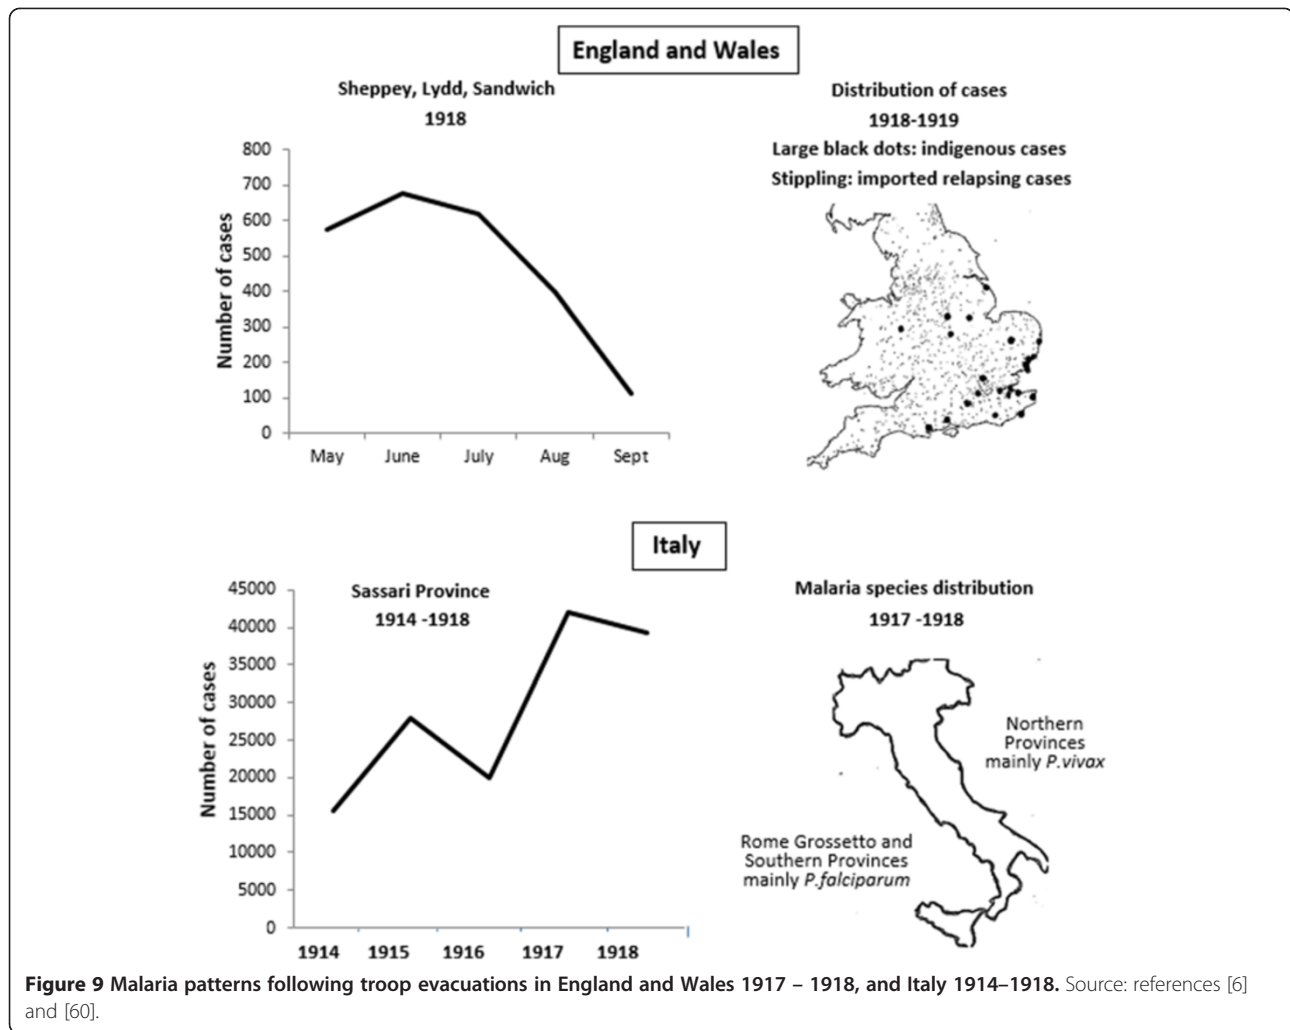 England and Wales
Sheppey, Lydd, Sandwich
1918
Number of cases
800
700
600
500
400
300
200
100
0
May June July Aug Sept
Distribution of cases
1918-1919
Large black dots: indigenous cases
Stippling: imported relapsing cases
Italy
Sassari Province
1914 -1918
Number of cases
45000
40000
35000
30000
25000
20000
15000
10000
5000
0
1914 1915 1916 1917 1918
Malaria species distribution
1917 -1918
Northern
Provinces
mainly P.vivax
Rome Grossetto and
Southern Provinces
mainly P.falciparum
Figure 9 Malaria patterns following troop evacuations in England and Wales 1917 – 1918, and Italy 1914–1918. Source: references [6]
and [60].